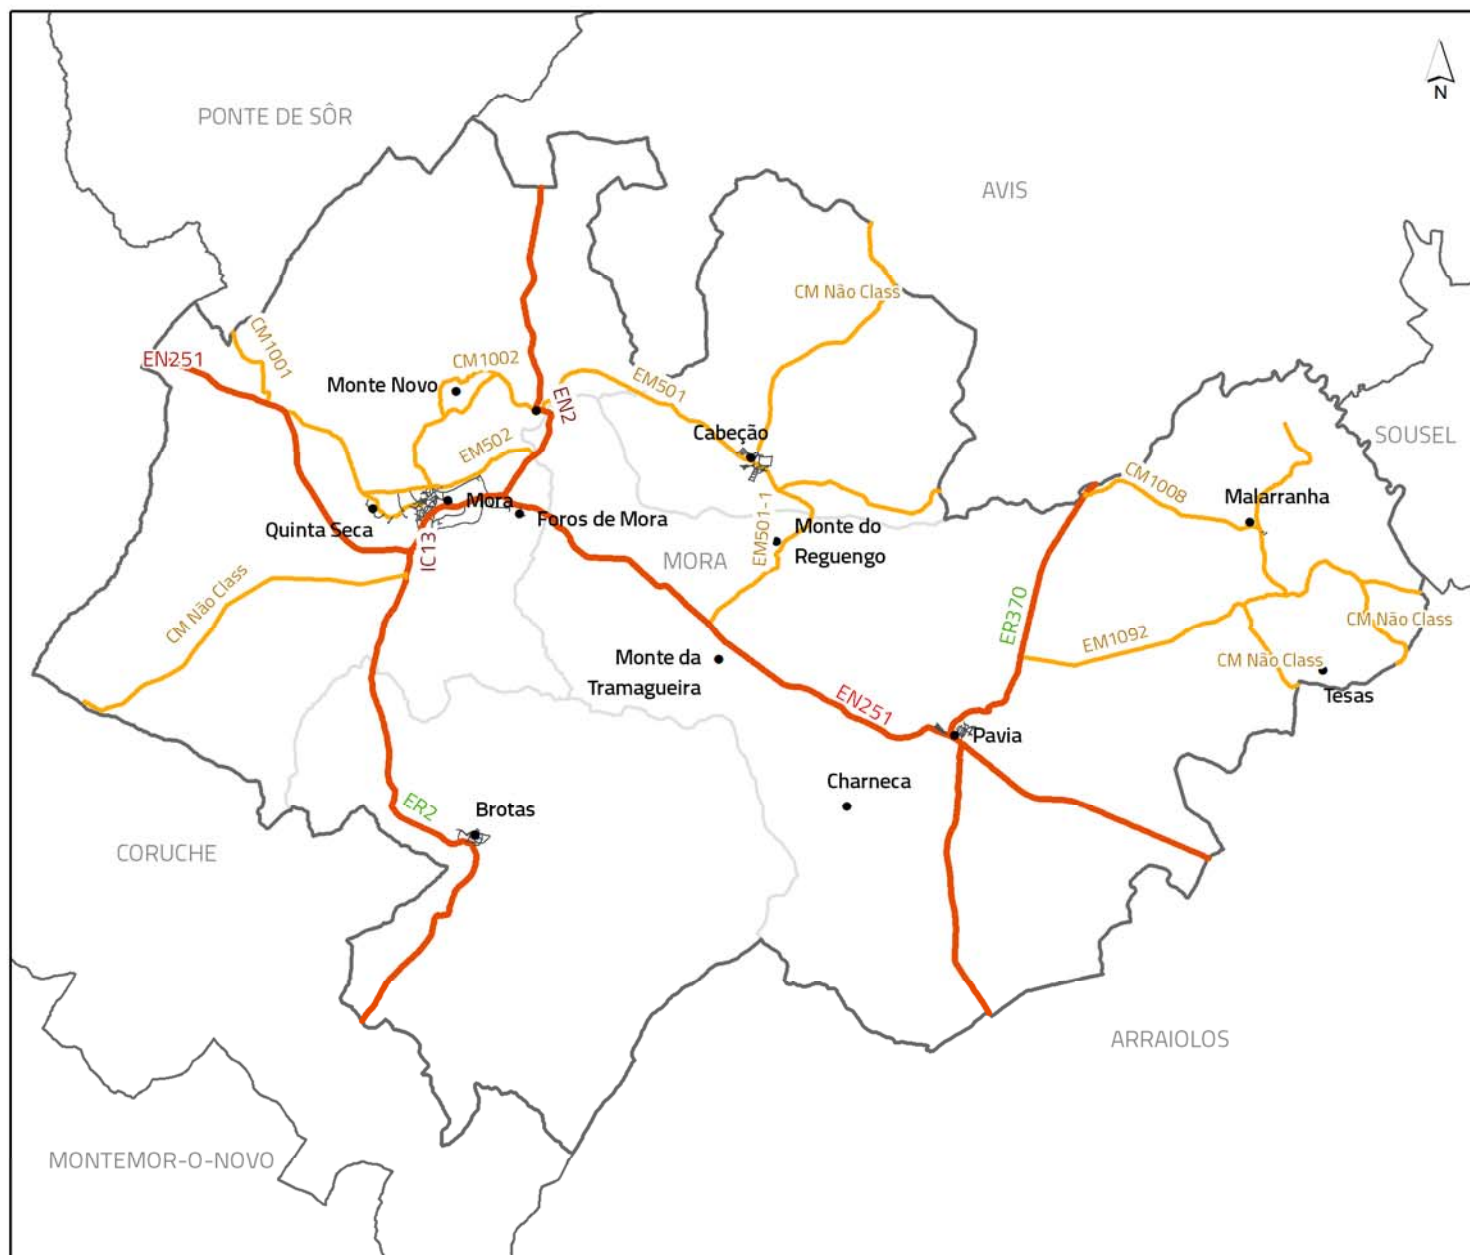 PONTE DE SÔR
N
AVIS
CM Não Class
CM1001
EN251
CM1002
Monte Novo
EN2
EM501
SOUSEL
Cabeção
EM502
CM1008
Malarranha
Mora
Quinta Seca
Foros de Mora
IC13
EM501-1
Monte do
Reguengo
MORA
CM Não Class
ER370
CM Não Class
EM1092
CM Não Class
Monte da
Tramagueira
Tesas
EN251
Pavia
Charneca
ER2
Brotas
CORUCHE
ARRAIOLOS
MONTEMOR-O-NOVO